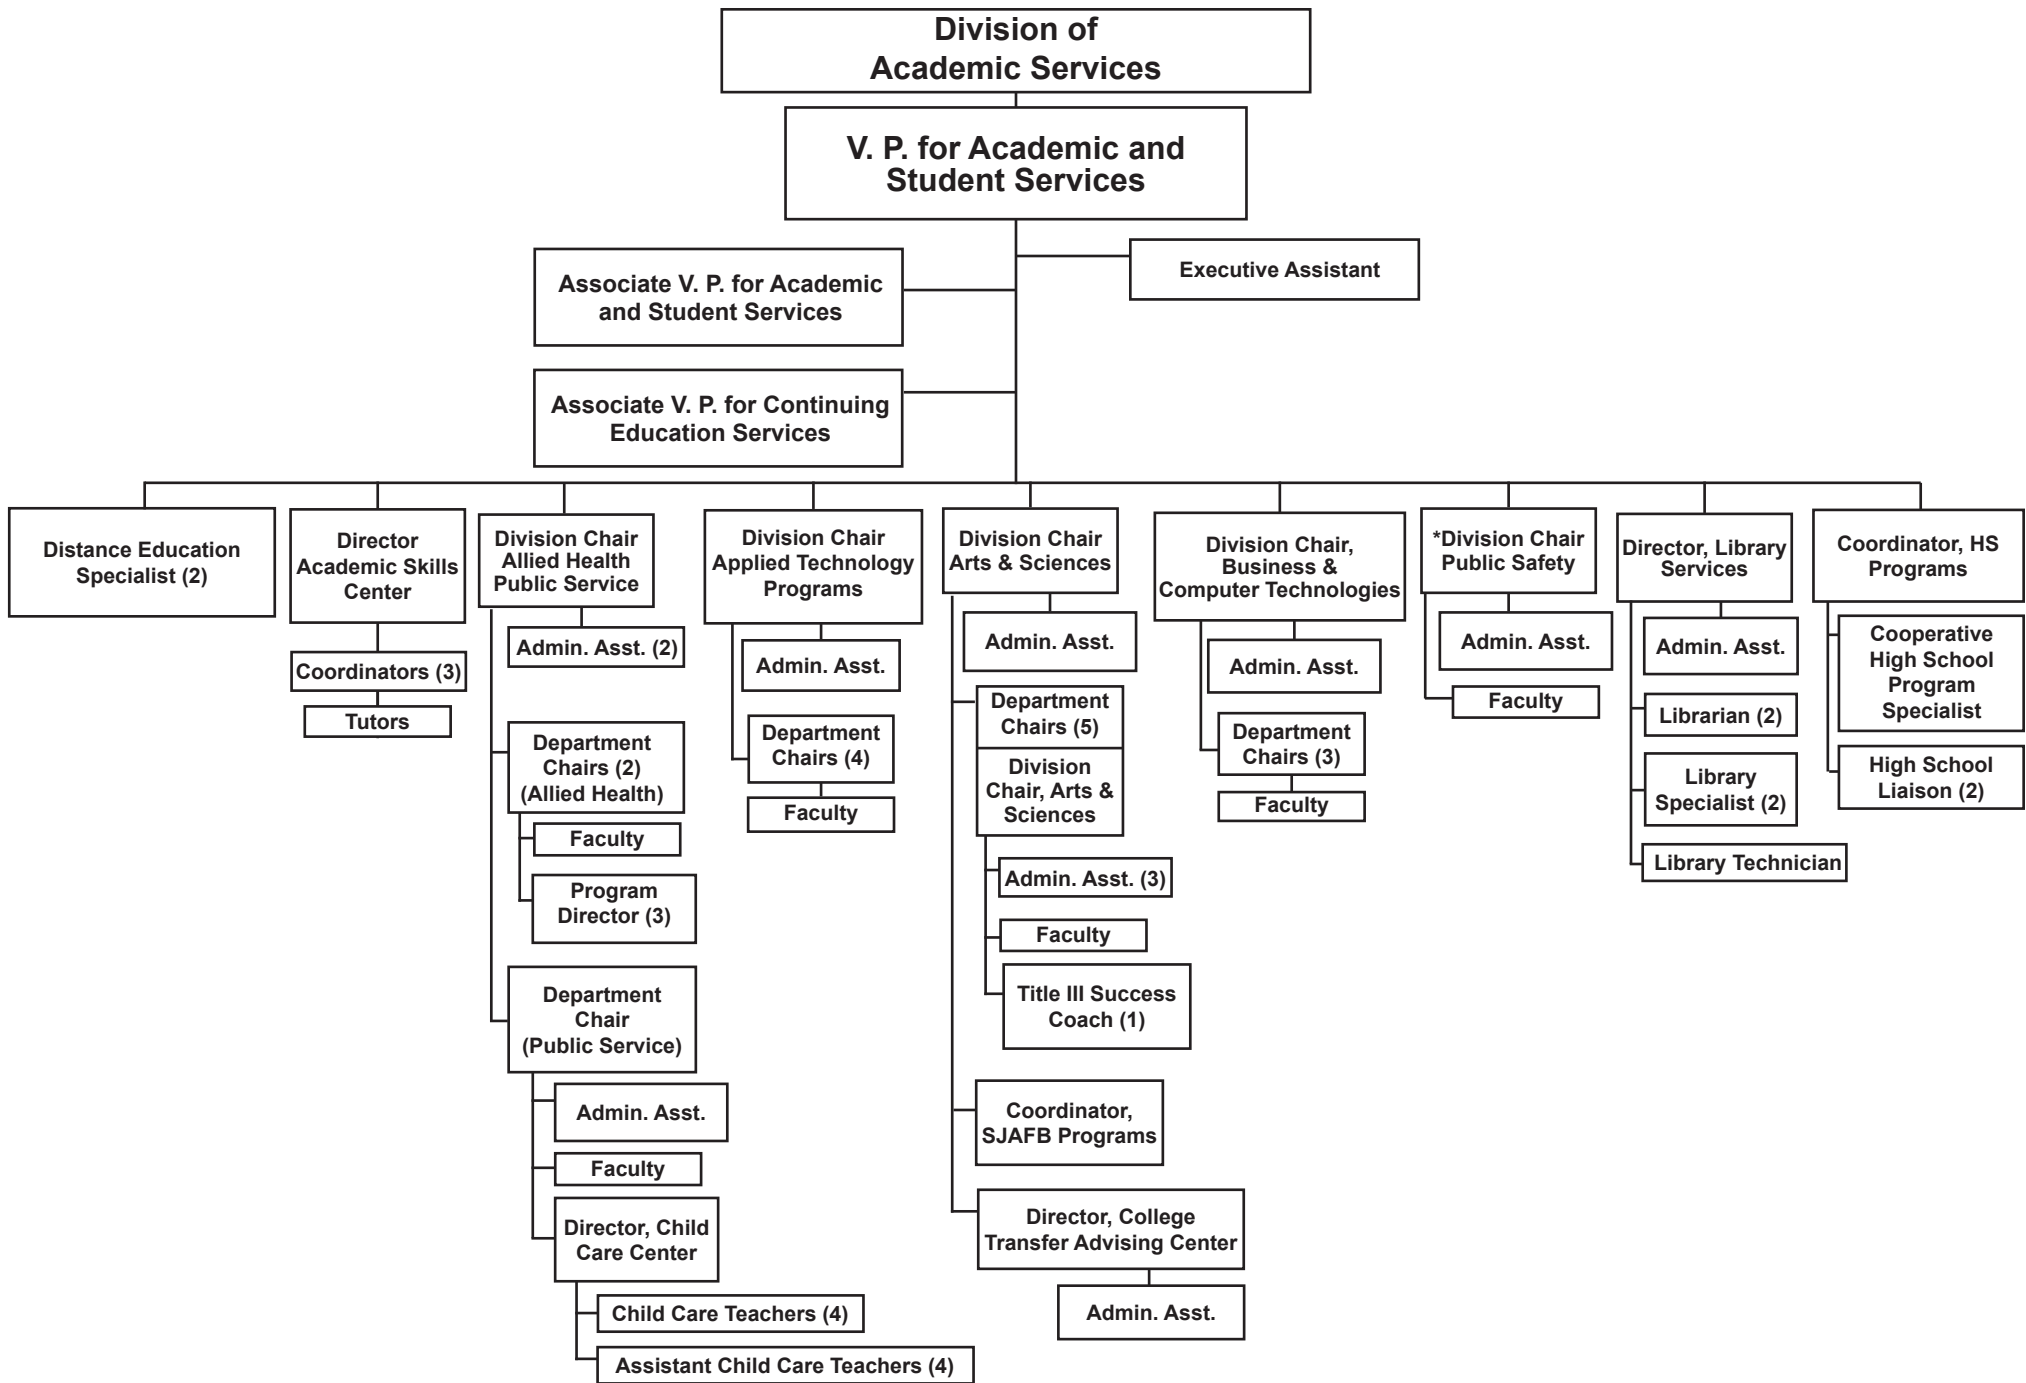 Division of
Academic Services
V. P. for Academic and
Student Services
Executive Assistant
Associate V. P. for Academic
and Student Services
Associate V. P. for Continuing
Education Services
Distance Education
Specialist (2)
Director
Academic Skills
Center
Coordinators (3)
Tutors
Division Chair
Allied Health
Public Service
Admin. Asst. (2)
Department
Chairs (2)
(Allied Health)
Faculty
Program
Director (3)
Department
Chair
(Public Service)
Admin. Asst.
Faculty
Director, Child
Care Center
Child Care Teachers (4)
Assistant Child Care Teachers (4)
Division Chair
Applied Technology
Programs
Admin. Asst.
Department
Chairs (4)
Faculty
Division Chair
Arts & Sciences
Admin. Asst.
Department
Chairs (5)
Division
Chair, Arts &
Sciences
Admin. Asst. (3)
Faculty
Title III Success
Coach (1)
Coordinator,
SJAFB Programs
Director, College
Transfer Advising Center
Admin. Asst.
Division Chair,
Business &
Computer Technologies
Admin. Asst.
Department
Chairs (3)
Faculty
*Division Chair
Public Safety
Admin. Asst.
Faculty
Director, Library
Services
Admin. Asst.
Librarian (2)
Library
Specialist (2)
Library Technician
Coordinator, HS
Programs
Cooperative
High School
Program
Specialist
High School
Liaison (2)